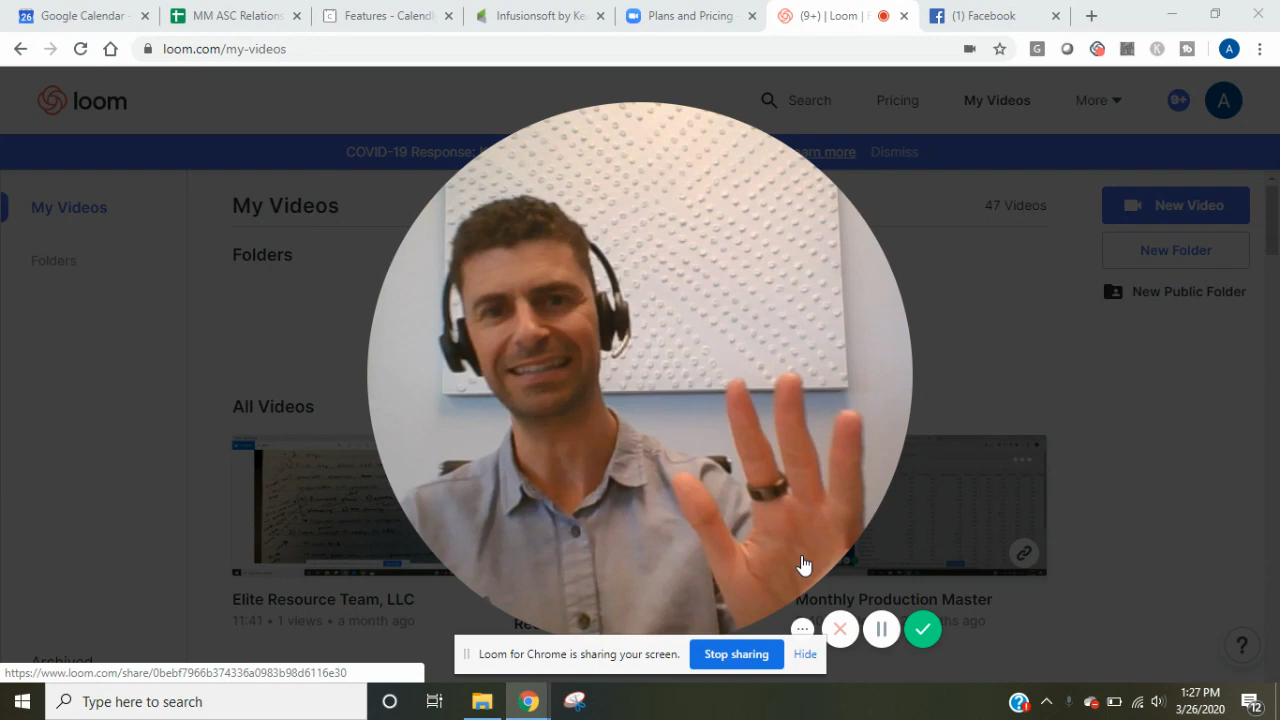 Google Calendar -
MM ASC Relations
Features - Calendl
Infusionsoft by Ke
Plans and Pricing -
(9+) | Loom | F
(1) Facebook
loom.com/my-videos
loom
Search
Pricing
My Videos
More
9+
A
COVID-19 Response:
arn more
Dismiss
My Videos
Folders
My Videos
47 Videos
Folders
New Video
New Folder
New Public Folder
All Videos
Elite Resource Team, LLC
11:41 • 1 views • a month ago
Monthly Production Master
Loom for Chrome is sharing your screen.
Stop sharing
Hide
https://www.loom.com/share/0bebf7966b374336a0983b98d6116e30
Type here to search
1:27 PM
3/26/2020
12